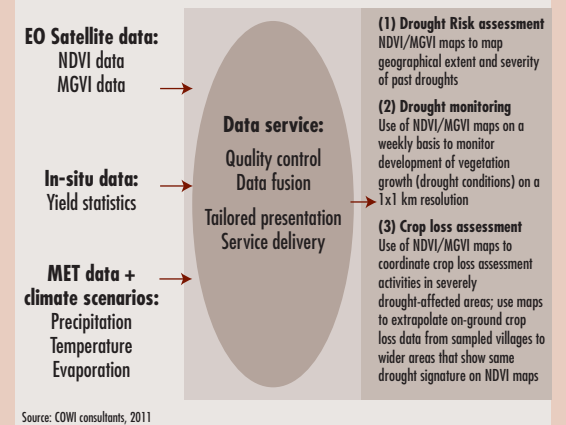 EO Satellite data:
NDVI data
MGVI data
In-situ data:
Yield statistics
MET data +
climate scenarios:
Precipitation
Temperature
Evaporation
Data service:
Quality control
Data fusion
Tailored presentation
Service delivery
(1) Drought Risk assessment
NDVI/MGVI maps to map
geographical extent and severity
of past droughts
(2) Drought monitoring
Use of NDVI/MGVI maps on a
weekly basis to monitor
development of vegetation
growth (drought conditions) on a
1x1 km resolution
(3) Crop loss assessment
Use of NDVI/MGVI maps to
coordinate crop loss assessment
activities in severely
drought-affected areas; use maps
to extrapolate on-ground crop
loss data from sampled villages to
wider areas that show same
drought signature on NDVI maps
Source: COWI consultants, 2011